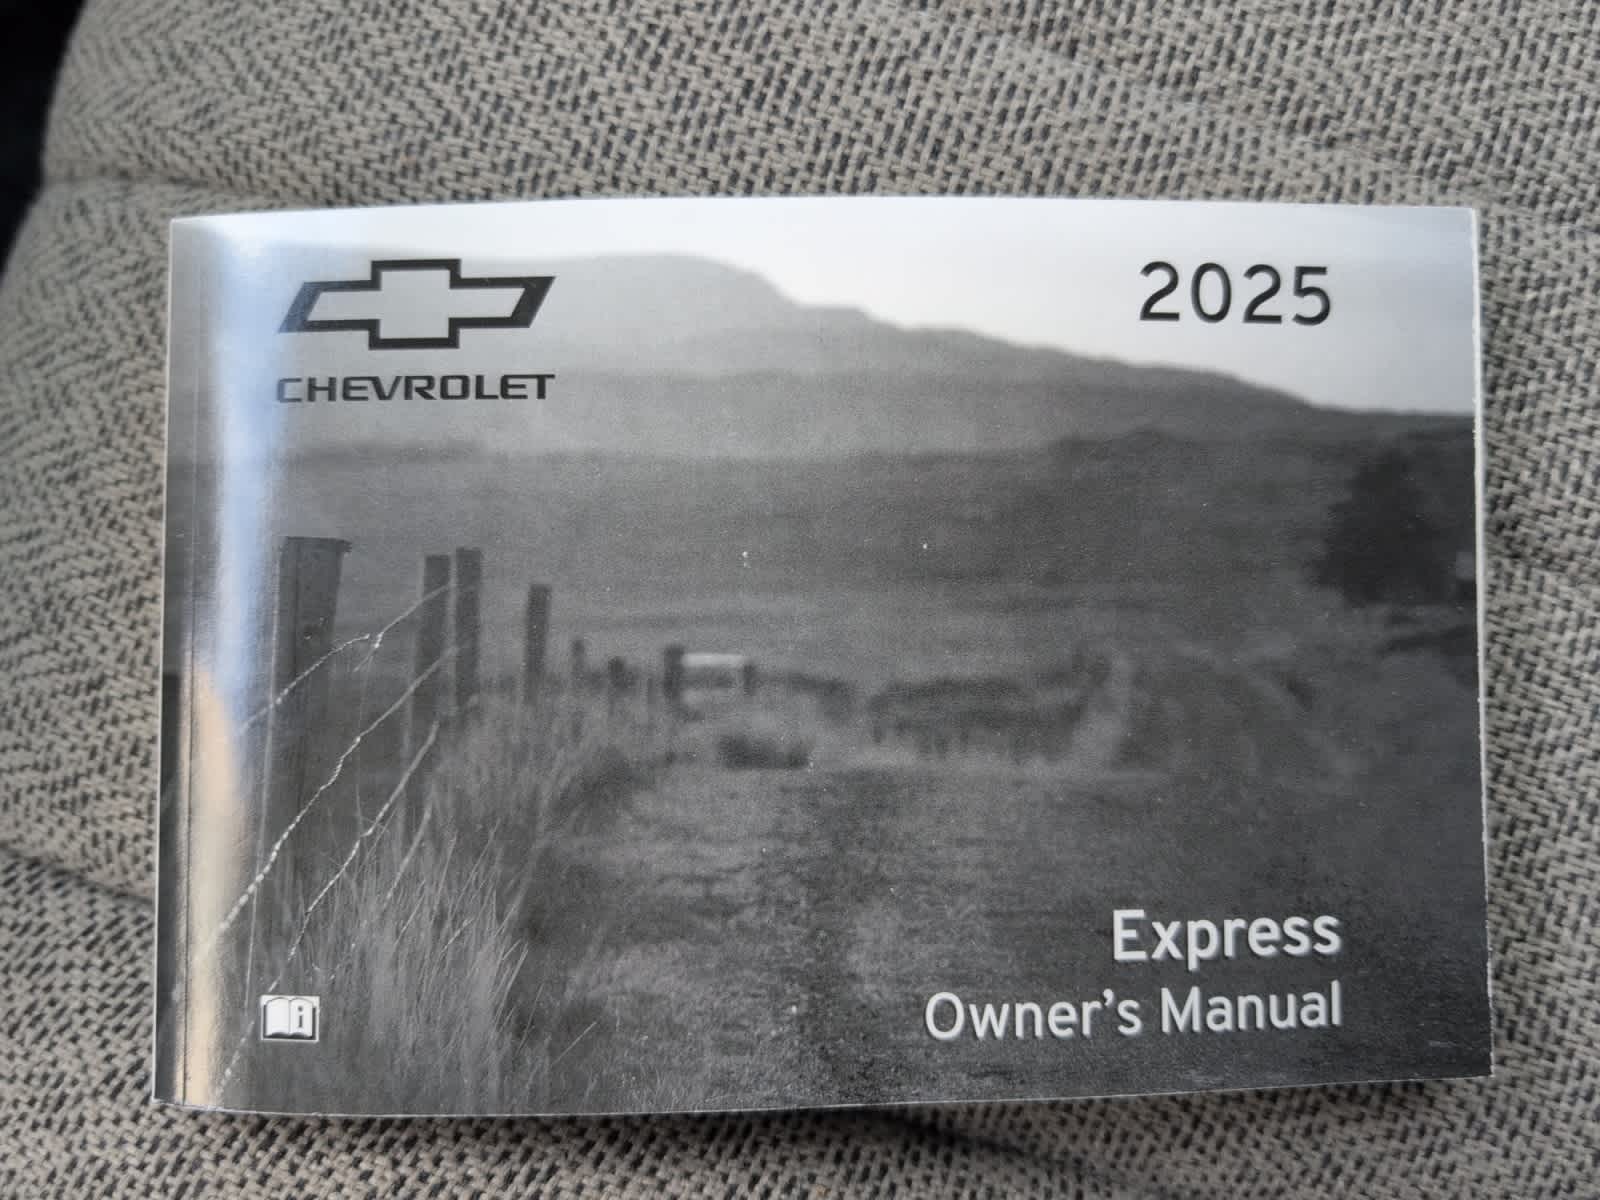 CHEVROLET
2025
Express
Owner's Manual
i